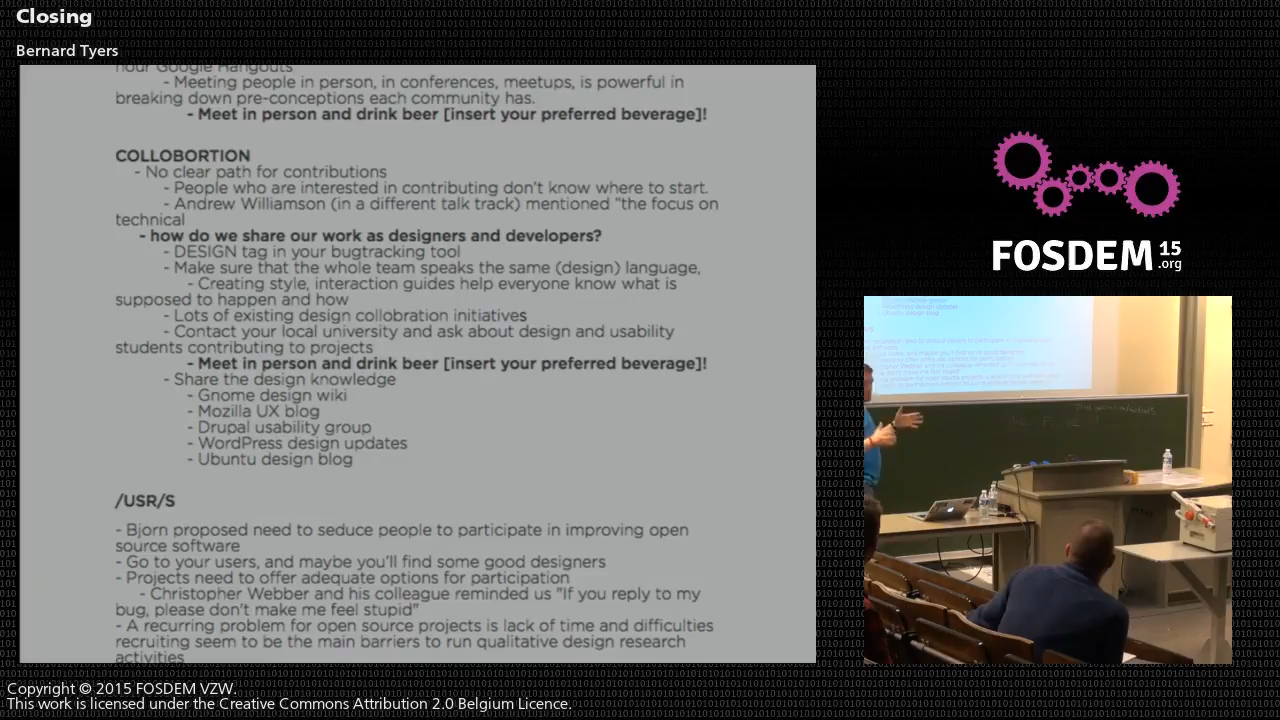 Closing
Bernard Tyers
hour Google Hangouts
- Meeting people in person, in conferences, meetups, is powerful in
breaking down pre-conceptions each community has.
- Meet in person and drink beer [insert your preferred beverage]!
COLLOBORTION
- No clear path for contributions
- People who are interested in contributing don't know where to start.
- Andrew Williamson (in a different talk track) mentioned "the focus on
technical
- how do we share our work as designers and developers?
- DESIGN tag in your bugtracking tool
- Make sure that the whole team speaks the same (design) language,
- Creating style, interaction guides help everyone know what is
supposed to happen and how
- Lots of existing design collobration initiatives
- Contact your local university and ask about design and usability
students contributing to projects
- Meet in person and drink beer [insert your preferred beverage]!
- Share the design knowledge
- Gnome design wiki
- Mozilla UX blog
- Drupal usability group
- WordPress design updates
- Ubuntu design blog
/USR/S
- Bjorn proposed need to seduce people to participate in improving open
source software
- Go to your users, and maybe you'll find some good designers
- Projects need to offer adequate options for participation
- Christopher Webber and his colleague reminded us "If you reply to my
bug, please don't make me feel stupid"
- A recurring problem for open source projects is lack of time and difficulties
recruiting seem to be the main barriers to run qualitative design research
activities
FOSDEM 15
.org
Copyright © 2015 FOSDEM VZW.
This work is licensed under the Creative Commons Attribution 2.0 Belgium Licence.